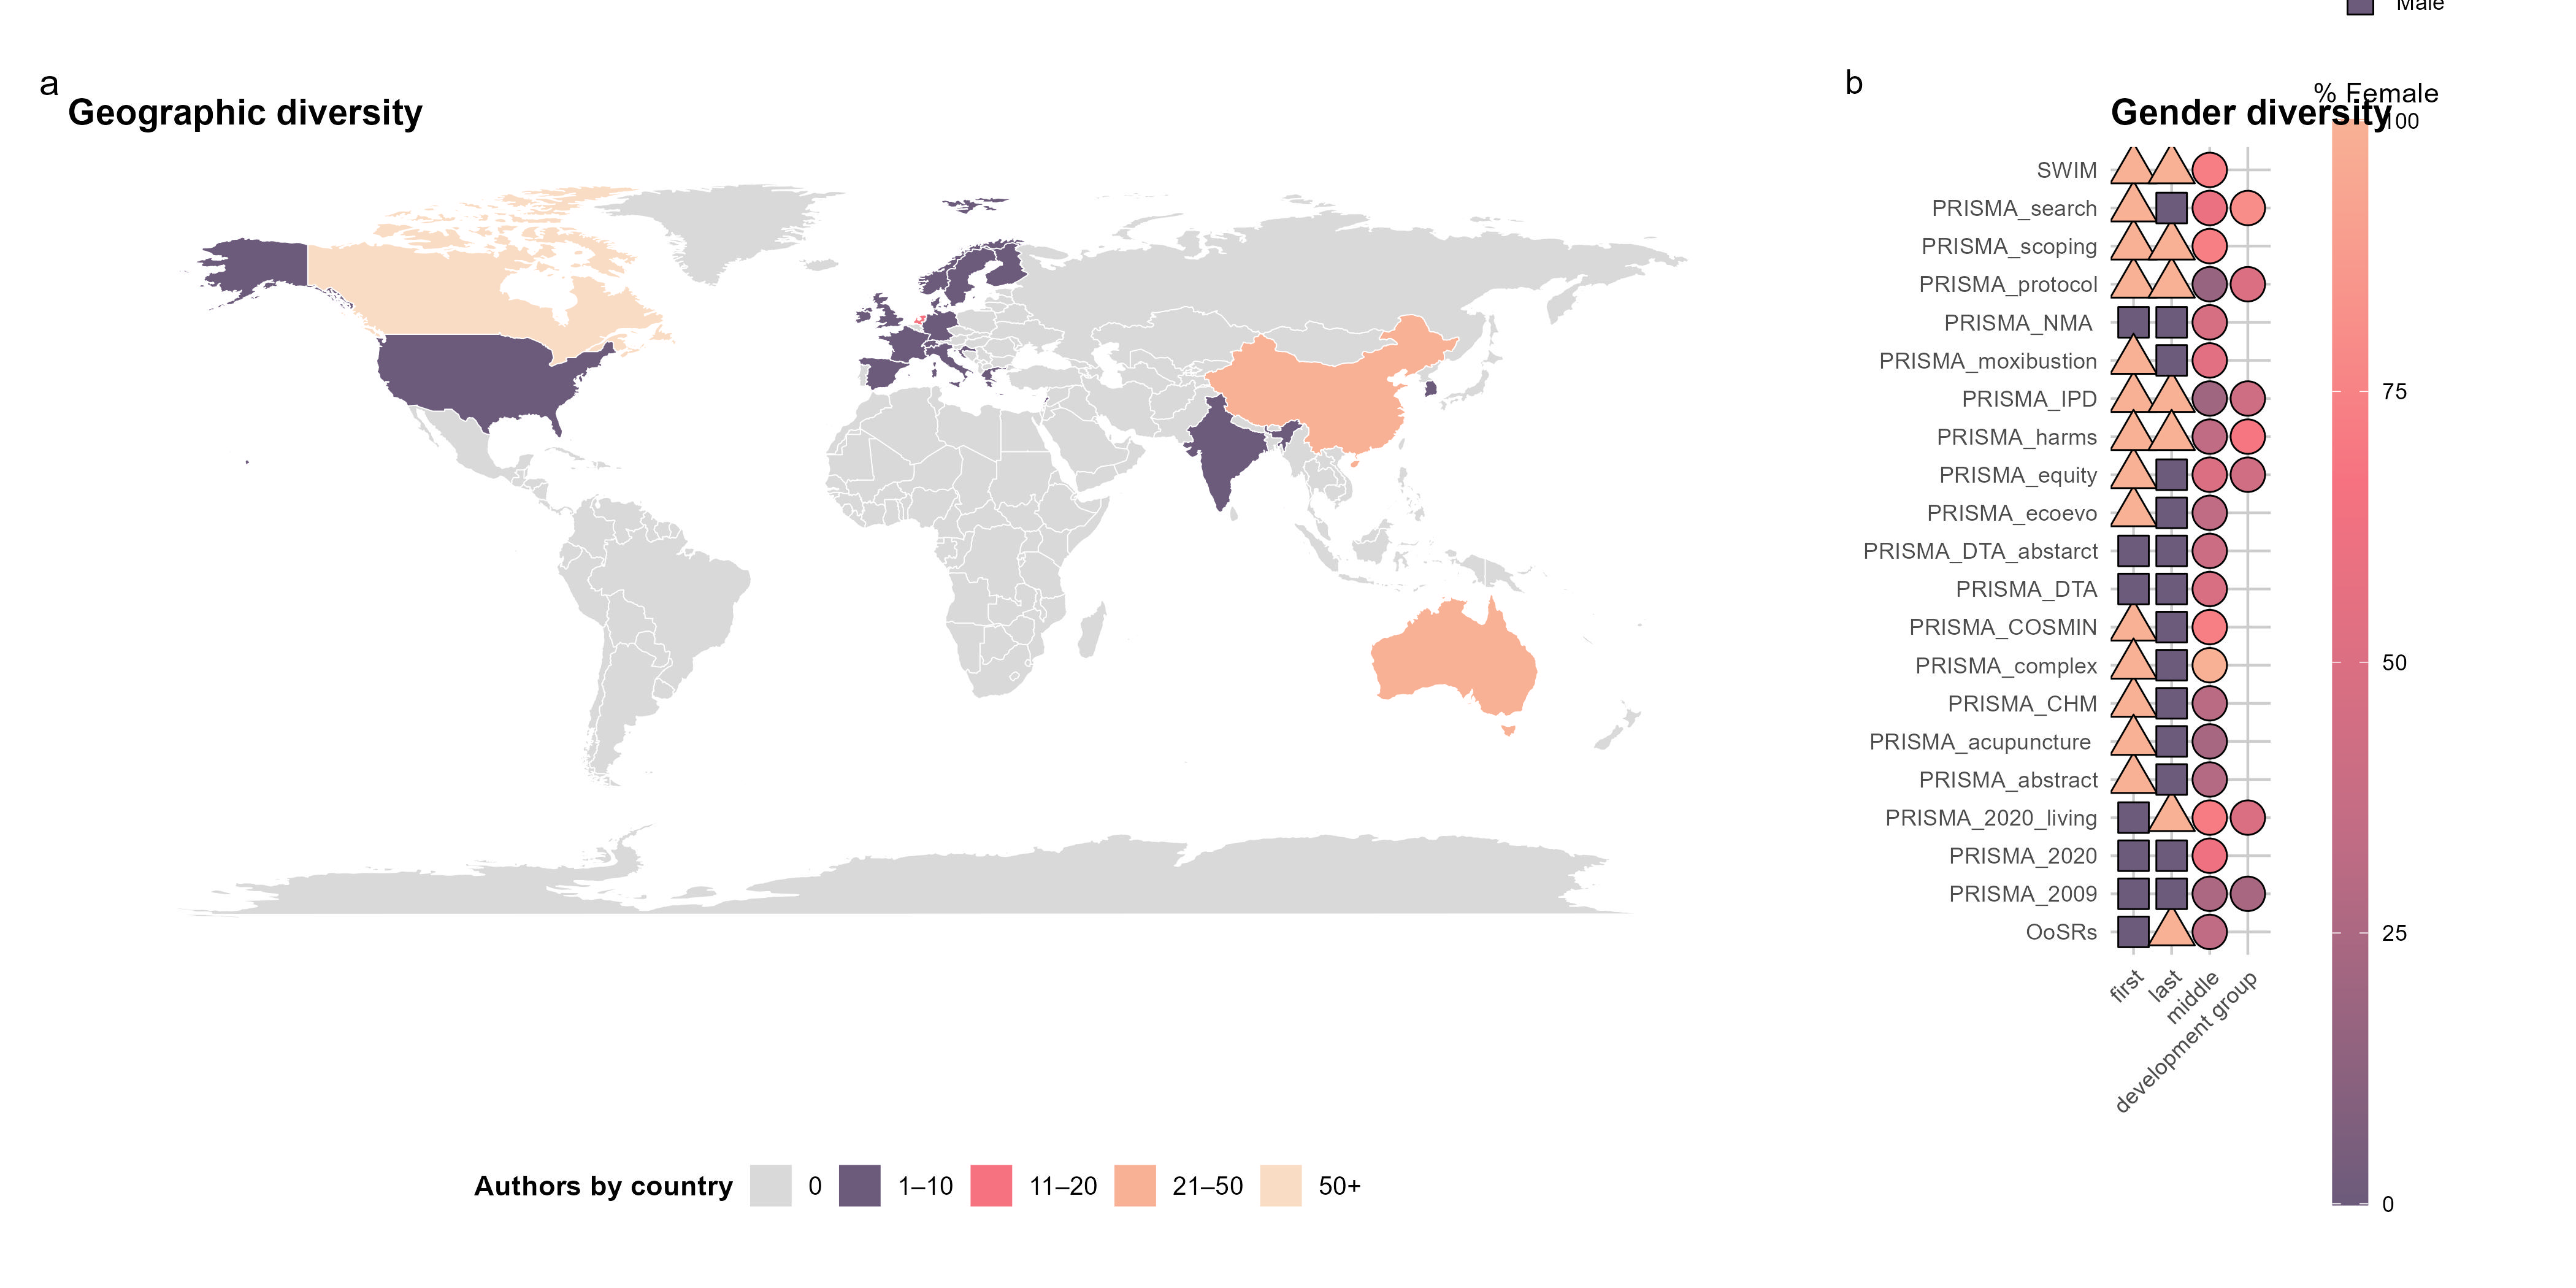 Male
a
Geographic diversity
b
% Female
Gender diversity
100
75
50
25
0
SWIM
PRISMA_search
PRISMA_scoping
PRISMA_protocol
PRISMA_NMA
PRISMA_moxibustion
PRISMA_IPD
PRISMA_harms
PRISMA_equity
PRISMA_ecoevo
PRISMA_DTA_abstarct
PRISMA_DTA
PRISMA_COSMIN
PRISMA_complex
PRISMA_CHM
PRISMA_acupuncture
PRISMA_abstract
PRISMA_2020_living
PRISMA_2020
PRISMA_2009
OoSRs
first
last
middle
development group
Authors by country 0 1–10 11–20 21–50 50+